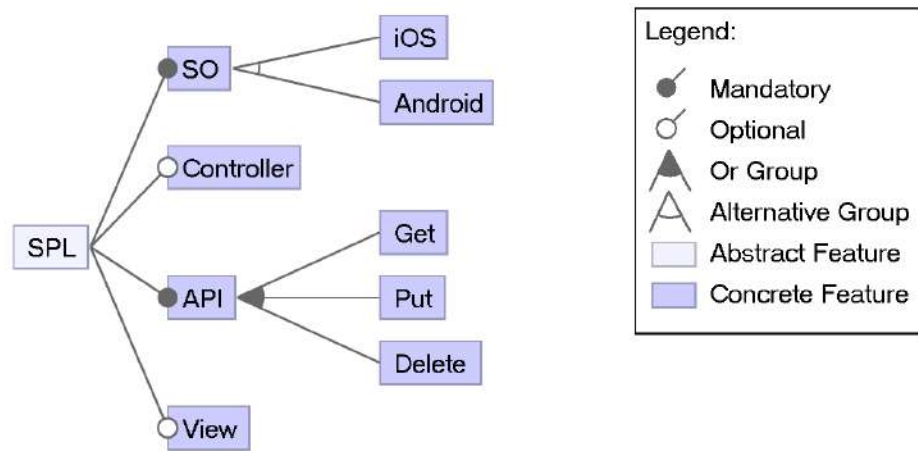 SPL
SO
iOS
Android
Controller
API
Get
Put
Delete
View
Legend:
Mandatory
Optional
Or Group
Alternative Group
Abstract Feature
Concrete Feature